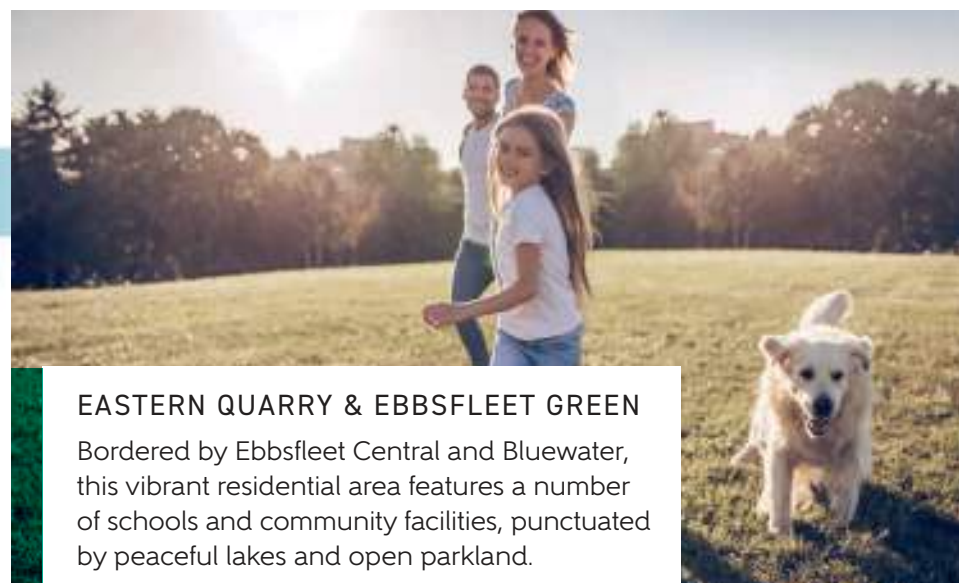 EASTERN QUARRY & EBBSFLEET GREEN
Bordered by Ebbsfleet Central and Bluewater,
this vibrant residential area features a number
of schools and community facilities, punctuated
by peaceful lakes and open parkland.